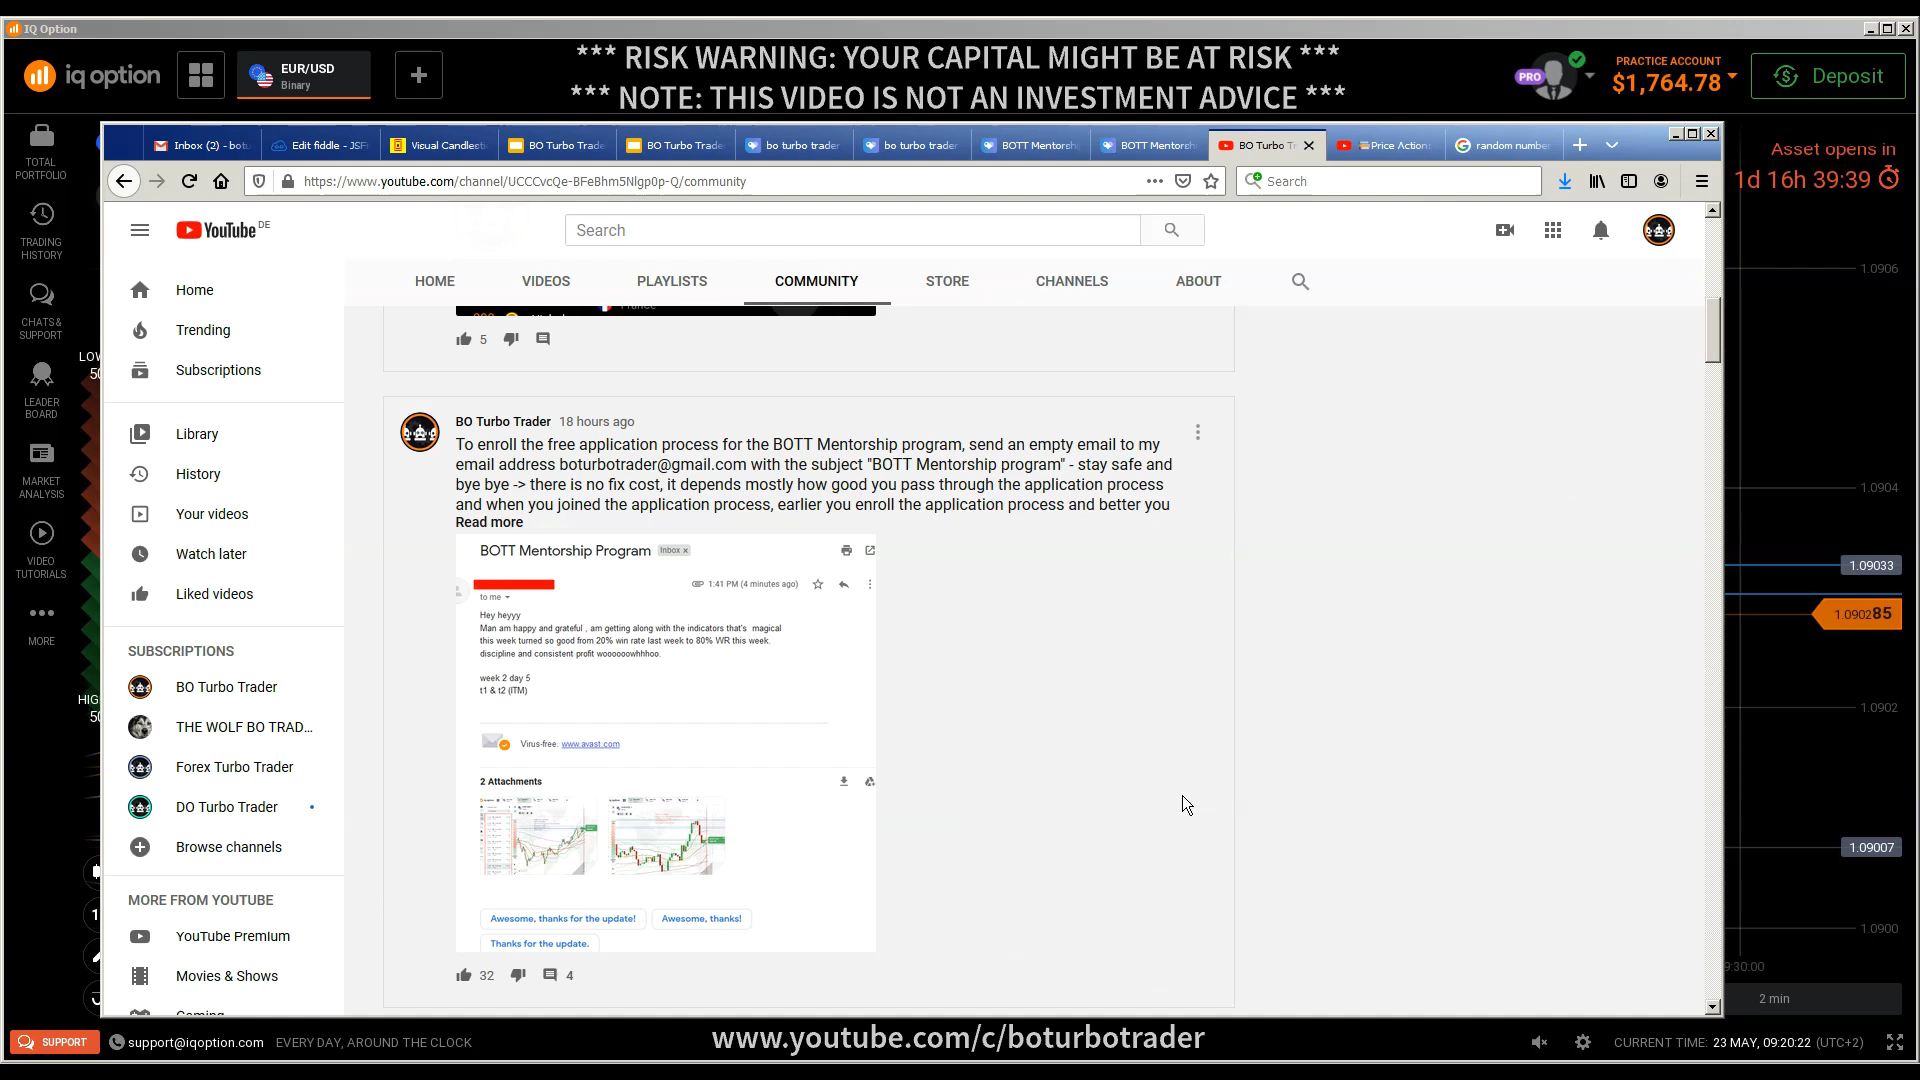 IQ Option
iq option
EUR/USD
Binary
*** RISK WARNING: YOUR CAPITAL MIGHT BE AT RISK ***
*** NOTE: THIS VIDEO IS NOT AN INVESTMENT ADVICE ***
PRO
PRACTICE ACCOUNT
$1,764.78
Deposit
TOTAL
PORTFOLIO
TRADING
HISTORY
CHATS &
SUPPORT
LEADER
BOARD
MARKET
ANALYSIS
VIDEO
TUTORIALS
MORE
Inbox (2) - bot
Edit fiddle - JSF
Visual Candlest
BO Turbo Trade
BO Turbo Trade
bo turbo trader
bo turbo trader
BOTT Mentorsh
BOTT Mentorsh
BO Turbo T
Price Action
random numbe
https://www.youtube.com/channel/UCCCvcQe-BFeBhm5Nlgp0p-Q/community
Search
Asset opens in
1d 16h 39:39
YouTube DE
Search
HOME
VIDEOS
PLAYLISTS
COMMUNITY
STORE
CHANNELS
ABOUT
Home
Trending
Subscriptions
Library
History
Your videos
Watch later
Liked videos
SUBSCRIPTIONS
BO Turbo Trader
THE WOLF BO TRAD...
Forex Turbo Trader
DO Turbo Trader
Browse channels
MORE FROM YOUTUBE
YouTube Premium
Movies & Shows
5
BO Turbo Trader 18 hours ago
To enroll the free application process for the BOTT Mentorship program, send an empty email to my
email address boturbotrader@gmail.com with the subject "BOTT Mentorship program" - stay safe and
bye bye -> there is no fix cost, it depends mostly how good you pass through the application process
and when you joined the application process, earlier you enroll the application process and better you
Read more
BOTT Mentorship Program Inbox x
1:41 PM (4 minutes ago)
to me
Hey heyyy
Man am happy and grateful , am getting along with the indicators that's magical
this week turned so good from 20% win rate last week to 80% WR this week.
discipline and consistent profit woooooowhhhoo.
week 2 day 5
t1 & t2 (ITM)
Virus-free. www.avast.com
2 Attachments
Awesome, thanks for the update!
Awesome, thanks!
Thanks for the update.
32
4
1.0906
1.0904
1.09033
1.090285
1.0902
1.09007
1.0900
9:30:00
2 min
SUPPORT
support@iqoption.com
EVERY DAY, AROUND THE CLOCK
www.youtube.com/c/boturbotrader
CURRENT TIME: 23 MAY, 09:20:22 (UTC+2)